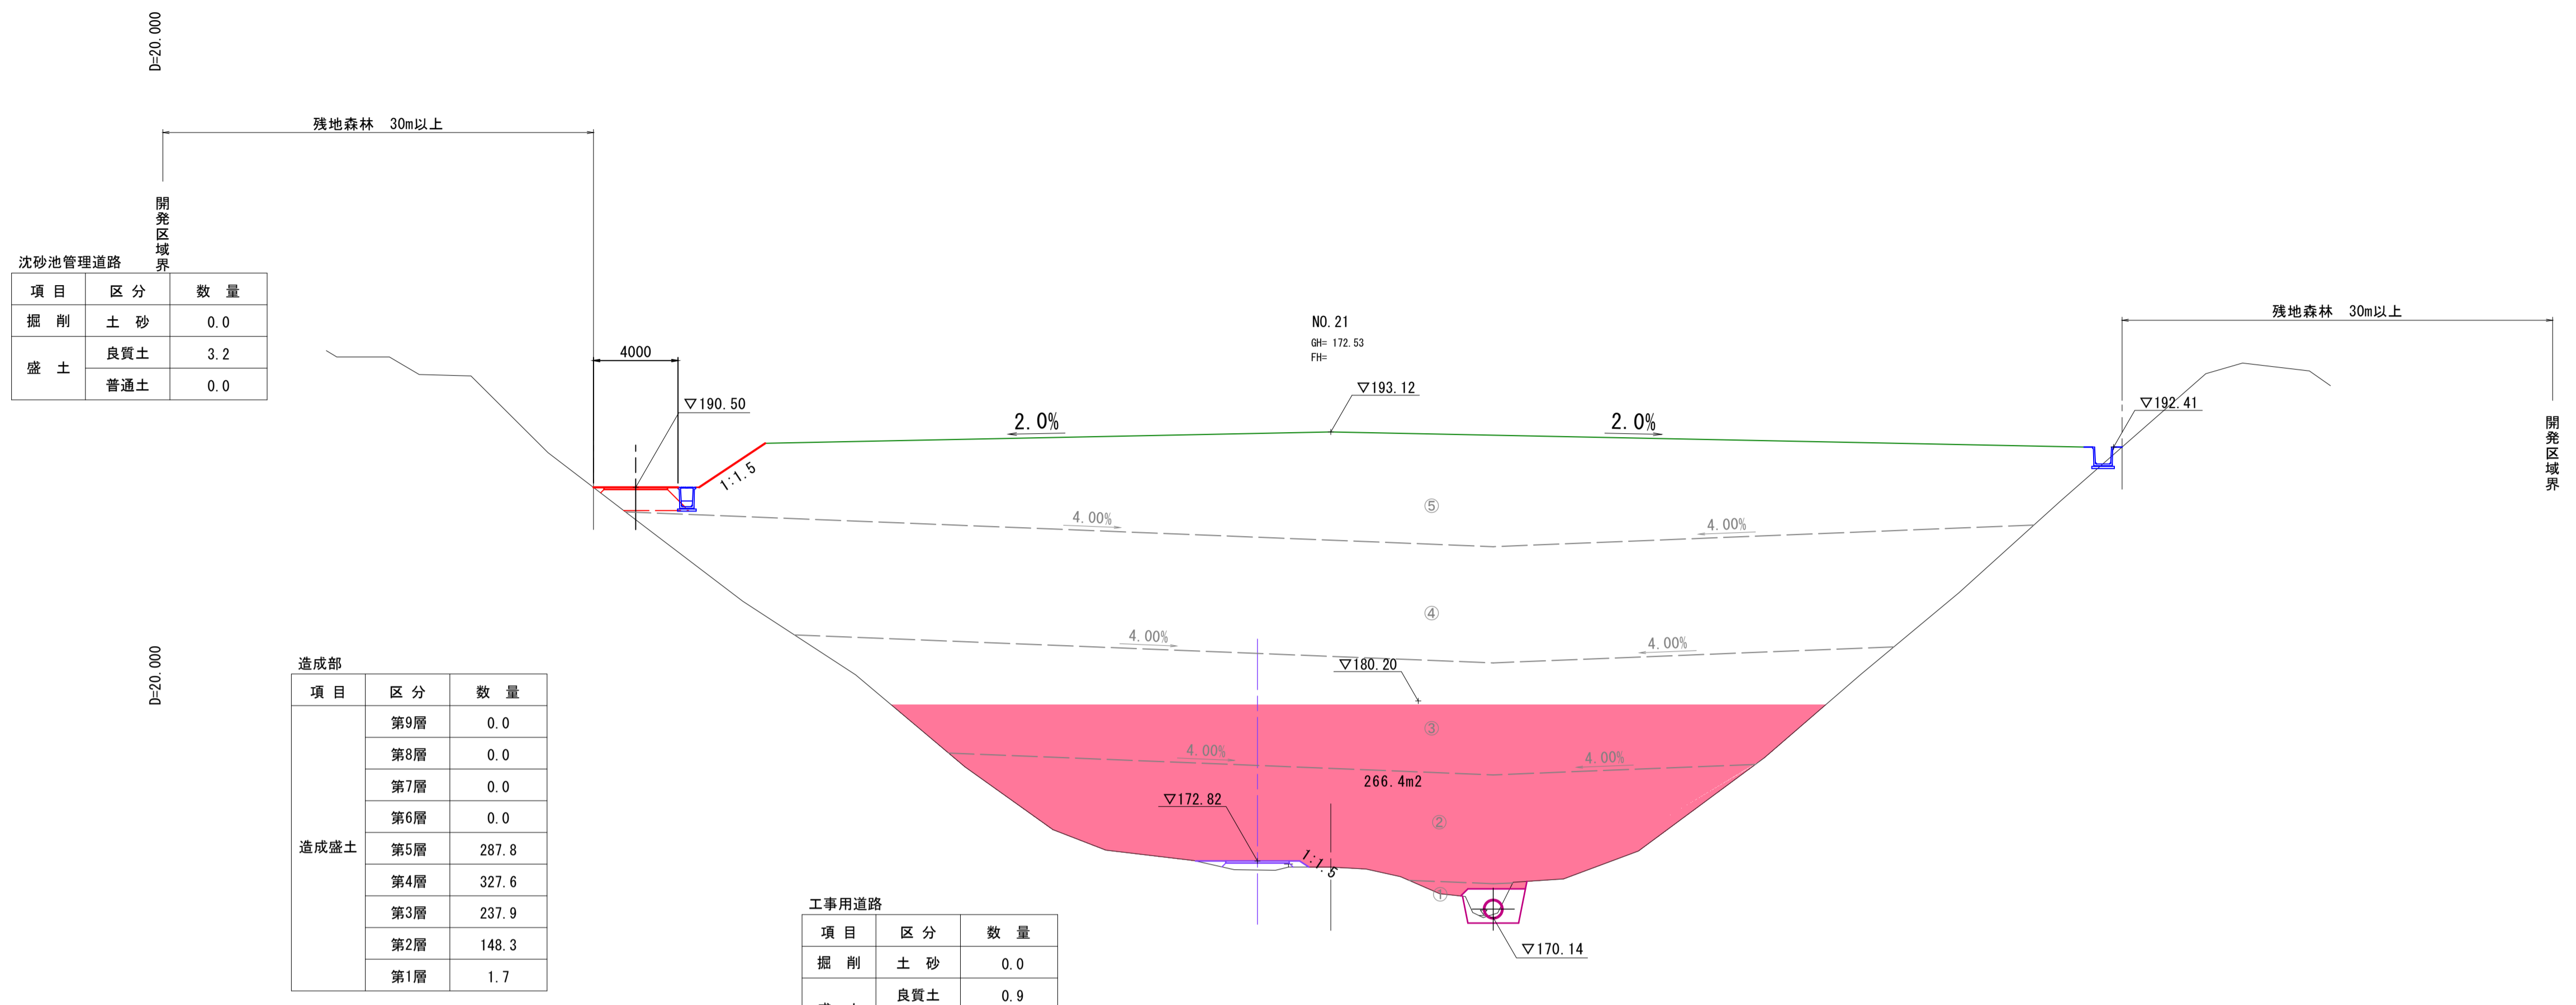 D=20.000
残地森林　30m以上
開発区域界
沈砂池管理道路
項 目 区 分 数 量
掘 削 土 砂 0.0
盛 土 良質土 3.2
普通土 0.0
4000
▽190.50
1:1.5
2.0%
NO.21
GH= 172.53
FH=
▽193.12
2.0%
残地森林　30m以上
▽192.41
開発区域界
⑤
4.00%
4.00%
④
4.00%
4.00%
▽180.20
③
4.00%
4.00%
266.4m2
▽172.82
②
1:1.5
①
▽170.14
D=20.000
造成部
項 目 区 分 数 量
造成盛土 第9層 0.0
第8層 0.0
第7層 0.0
第6層 0.0
第5層 287.8
第4層 327.6
第3層 237.9
第2層 148.3
第1層 1.7
工事用道路
項 目 区 分 数 量
掘 削 土 砂 0.0
良質土 0.9